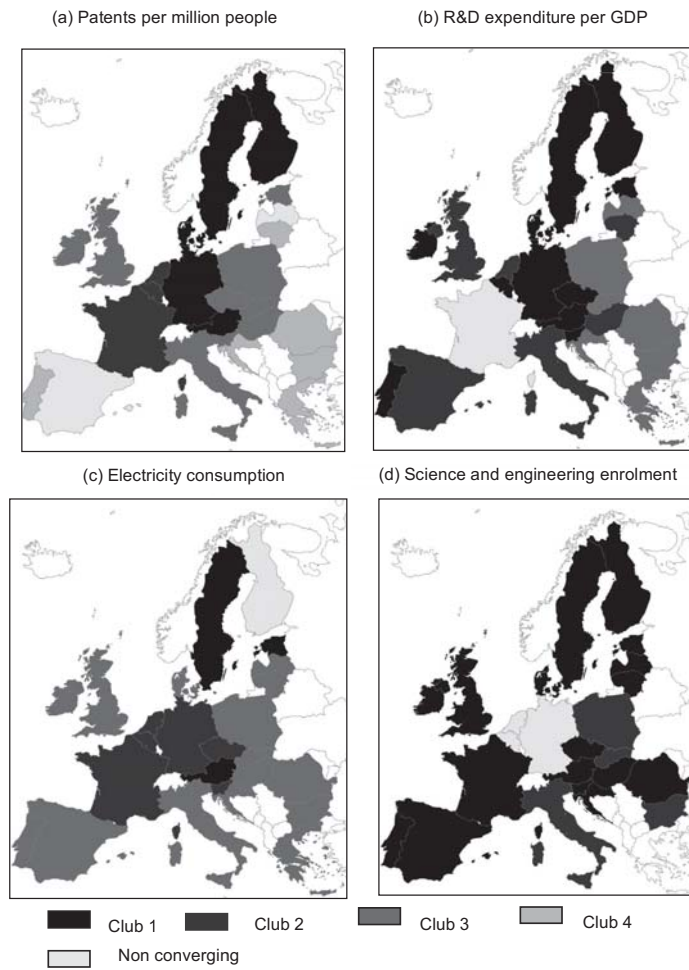 (a) Patents per million people
(b) R&D expenditure per GDP
(c) Electricity consumption
(d) Science and engineering enrolment
Club 1
Club 2
Club 3
Club 4
Non converging